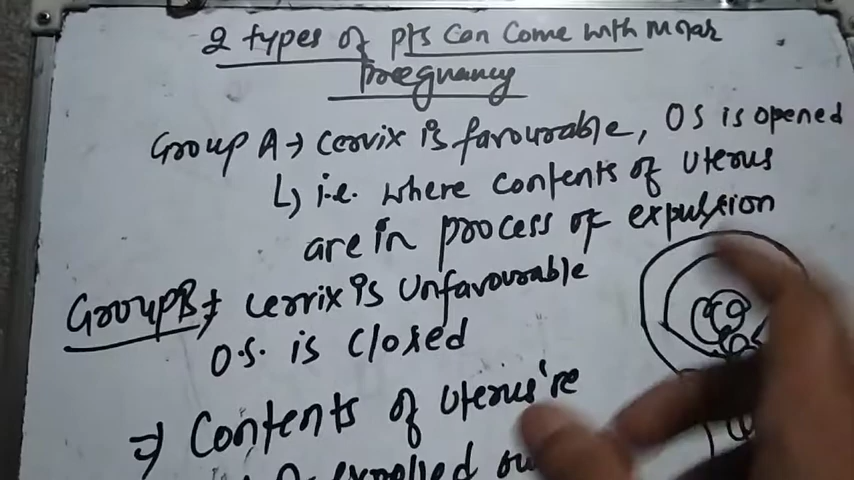 2 types of pts can come with Molar
Pregnancy
Group A → Cervix is favourable, OS is opened
↳ i.e. where contents of uterus
are in process of expulsion
Group B → Cervix is Unfavourable
O.S. is Closed
⇒ Contents of Uterus're
expelled